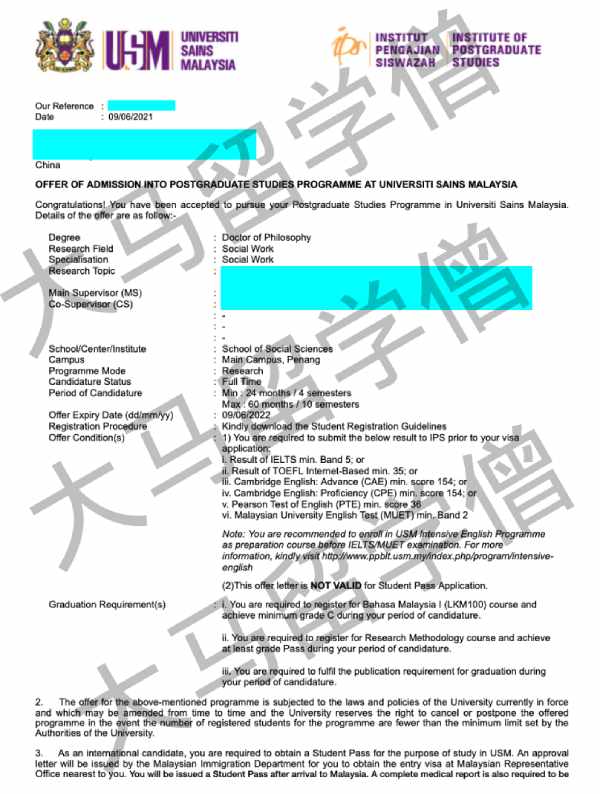 USM
UNIVERSITI
SAINS
MALAYSIA
ips
INSTITUT
PENGAJIAN
SISWAZAH
INSTITUTE OF
POSTGRADUATE
STUDIES
Our Reference :
Date : 09/06/2021
China
OFFER OF ADMISSION INTO POSTGRADUATE STUDIES PROGRAMME AT UNIVERSITI SAINS MALAYSIA
Congratulations! You have been accepted to pursue your Postgraduate Studies Programme in Universiti Sains Malaysia.
Details of the offer are as follow:-
Degree : Doctor of Philosophy
Research Field : Social Work
Specialisation : Social Work
Research Topic :
Main Supervisor (MS) :
Co-Supervisor (CS) :
: -
: -
: -
School/Center/Institute : School of Social Sciences
Campus : Main Campus, Penang
Programme Mode : Research
Candidature Status : Full Time
Period of Candidature : Min : 24 months / 4 semesters
Max : 60 months / 10 semesters
Offer Expiry Date (dd/mm/yy) : 09/06/2022
Registration Procedure : Kindly download the Student Registration Guidelines
Offer Condition(s) : 1) You are required to submit the below result to IPS prior to your visa
application;
i. Result of IELTS min. Band 5; or
ii. Result of TOEFL Internet-Based min. 35; or
iii. Cambridge English: Advance (CAE) min. score 154; or
iv. Cambridge English: Proficiency (CPE) min. score 154; or
v. Pearson Test of English (PTE) min. score 36
vi. Malaysian University English Test (MUET) min. Band 2
Note: You are recommended to enroll in USM Intensive English Programme
as preparation course before IELTS/MUET examination. For more
information, kindly visit http://www.ppblt.usm.my/index.php/program/intensive-
english
(2)This offer letter is NOT VALID for Student Pass Application.
Graduation Requirement(s) : i. You are required to register for Bahasa Malaysia I (LKM100) course and
achieve minimum grade C during your period of candidature.
ii. You are required to register for Research Methodology course and achieve
at least grade Pass during your period of candidature.
iii. You are required to fulfil the publication requirement for graduation during
your period of candidature.
2. The offer for the above-mentioned programme is subjected to the laws and policies of the University currently in force
and which may be amended from time to time and the University reserves the right to cancel or postpone the offered
programme in the event the number of registered students for the programme are fewer than the minimum limit set by the
Authorities of the University.
3. As an international candidate, you are required to obtain a Student Pass for the purpose of study in USM. An approval
letter will be issued by the Malaysian Immigration Department for you to obtain the entry visa at Malaysian Representative
Office nearest to you. You will be issued a Student Pass after arrival to Malaysia. A complete medical report is also required to be
大马留学僧
大马留学僧
大马留学僧